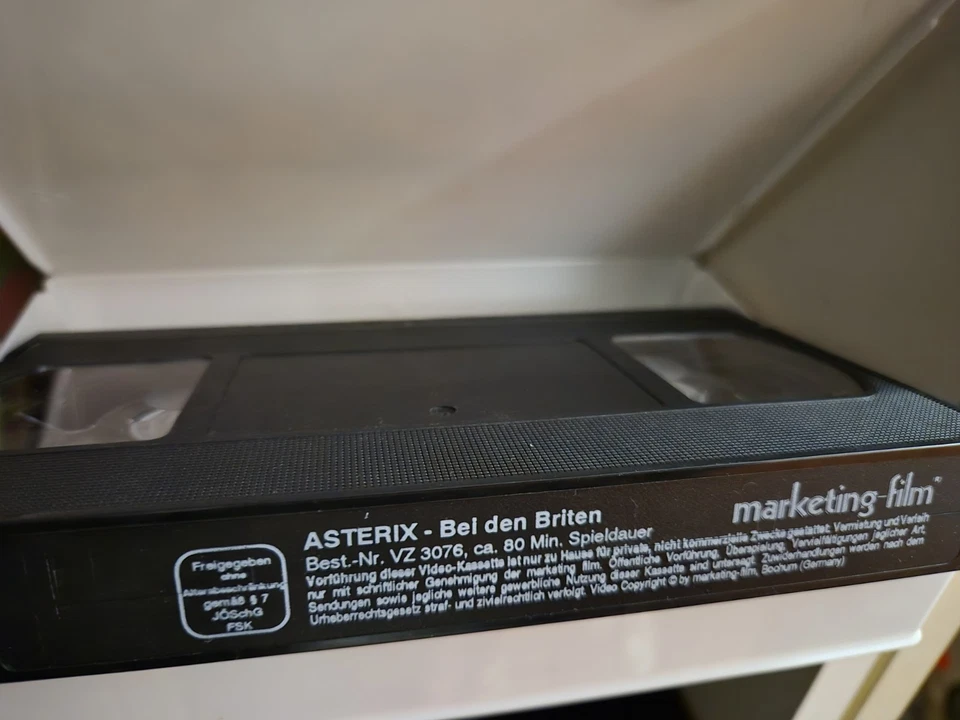 Freigegeben
ohne
Altersbeschränkung
gemäß § 7
JÖSchG
FSK
ASTERIX - Bei den Briten
Best.-Nr. VZ 3076, ca. 80 Min. Spieldauer
Vorführung dieser Video-Kassette ist nur zu Hause für private, nicht kommerzielle Zwecke gestattet. Vermietung und Verleih
nur mit schriftlicher Genehmigung der marketing film. Öffentliche Vorführung, Überspielung, Vervielfältigungen jeglicher Art,
Sendungen sowie jegliche weitere gewerbliche Nutzung dieser Kassette sind untersagt. Zuwiderhandlungen werden nach dem
Urheberrechtsgesetz straf- und zivilrechtlich verfolgt. Video Copyright © by marketing-film, Bochum (Germany)
marketing-film